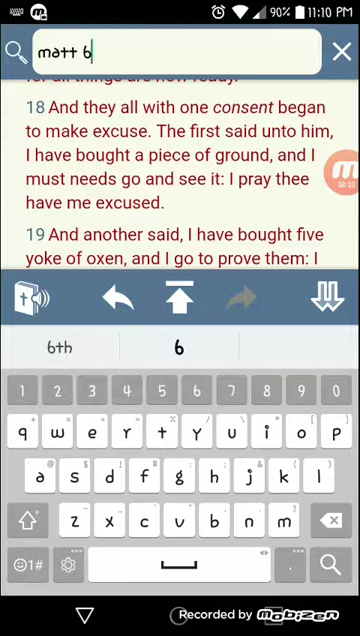 90% 11:10 PM
matt 6
for all things are now ready.
18 And they all with one consent began
to make excuse. The first said unto him,
I have bought a piece of ground, and I
must needs go and see it: I pray thee
have me excused.
19 And another said, I have bought five
yoke of oxen, and I go to prove them: I
08:10
6th 6
1 2 3 4 5 6 7 8 9 0
q w e r t y u i o p
a s d f g h j k l
z x c v b n m
☺1#
Recorded by mobizen